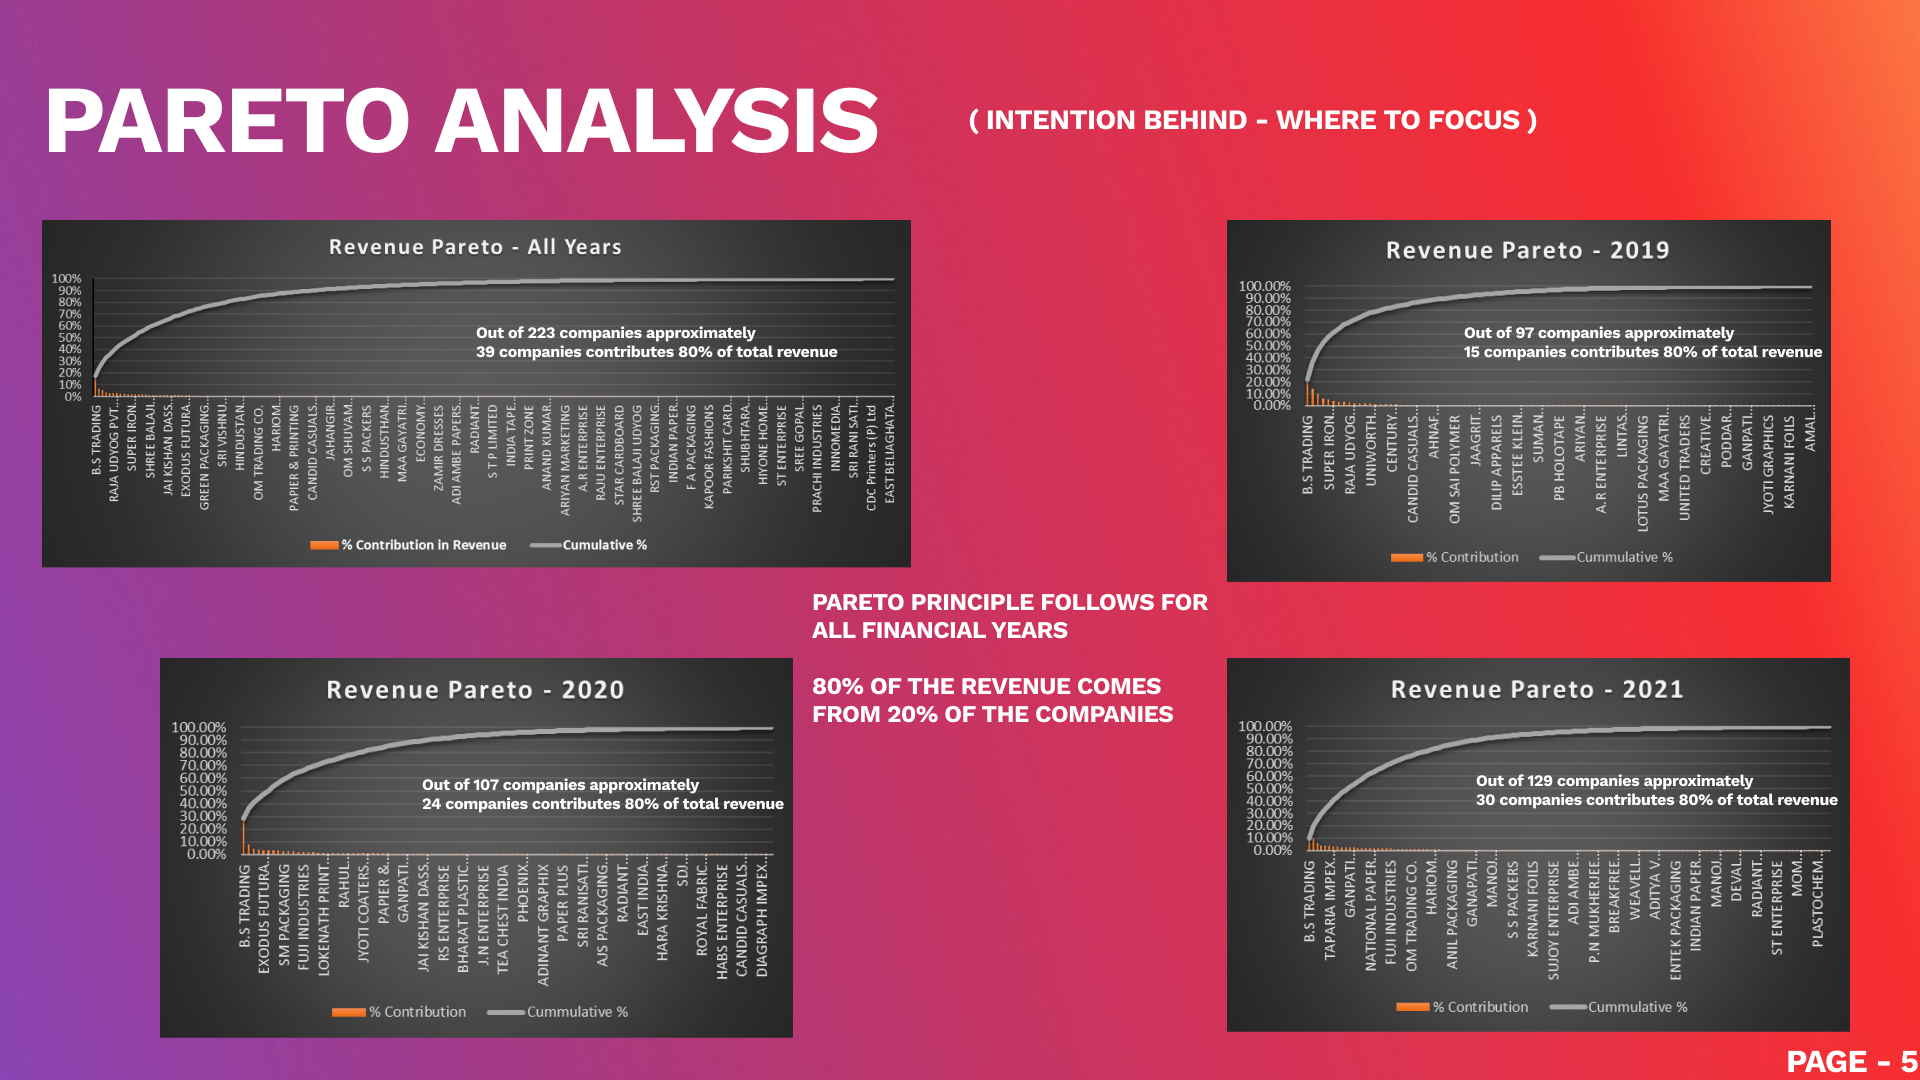 PARETO ANALYSIS
( INTENTION BEHIND - WHERE TO FOCUS )
Revenue Pareto - All Years
100%
90%
80%
70%
60%
50%
40%
30%
20%
10%
0%
Out of 223 companies approximately
39 companies contributes 80% of total revenue
B.S TRADING
RAJA UDYOG PVT...
SUPER IRON...
SHREE BALAJI...
JAI KISHAN DASS...
EXODUS FUTURA...
GREEN PACKAGING...
SRI VISHNU...
HINDUSTAN...
OM TRADING CO.
HARIOM...
PAPIER & PRINTING
CANDID CASUALS...
JAHANGIR...
OM SHUVAM...
S S PACKERS
HINDUSTHAN...
MAA GAYATRI...
ECONOMY...
ZAMIR DRESSES
ADI AMBE PAPERS...
RADIANT...
S T P LIMITED
INDIA TAPE...
PRINT ZONE
ANAND KUMAR...
ARIYAN MARKETING
A.R ENTERPRISE
RAJU ENTERPRISE
STAR CARDBOARD
SHREE BALAJI UDYOG
RST PACKAGING...
INDIAN PAPER...
F A PACKAGING
KAPOOR FASHIONS
PARIKSHIT CARD...
SHUBHTARA...
HIYONE HOME...
ST ENTERPRISE
SREE GOPAL...
PRACHI INDUSTRIES
INNOMEDIA...
SRI RANI SATI...
CDC Printers (P) Ltd
EAST BELIAGHATA...
% Contribution in Revenue
Cumulative %
Revenue Pareto - 2019
100.00%
90.00%
80.00%
70.00%
60.00%
50.00%
40.00%
30.00%
20.00%
10.00%
0.00%
Out of 97 companies approximately
15 companies contributes 80% of total revenue
B.S TRADING
SUPER IRON...
RAJA UDYOG...
UNIWORTH...
CENTURY...
CANDID CASUALS...
AHNAF...
OM SAI POLYMER
JAAGRIT...
DILIP APPARELS
ESSTEE KLEIN...
SUMAN...
PB HOLOTAPE
ARIYAN...
A.R ENTERPRISE
LINTAS...
LOTUS PACKAGING
MAA GAYATRI...
UNITED TRADERS
CREATIVE...
PODDAR...
GANPATI...
JYOTI GRAPHICS
KARNANI FOILS
AMAL...
% Contribution
Cummulative %
PARETO PRINCIPLE FOLLOWS FOR
ALL FINANCIAL YEARS
80% OF THE REVENUE COMES
FROM 20% OF THE COMPANIES
Revenue Pareto - 2020
100.00%
90.00%
80.00%
70.00%
60.00%
50.00%
40.00%
30.00%
20.00%
10.00%
0.00%
Out of 107 companies approximately
24 companies contributes 80% of total revenue
B.S TRADING
EXODUS FUTURA...
SM PACKAGING
FUJI INDUSTRIES
LOKENATH PRINT...
RAHUL...
JYOTI COATERS...
PAPIER &...
GANPATI...
JAI KISHAN DASS...
RS ENTERPRISE
BHARAT PLASTIC...
J.N ENTERPRISE
TEA CHEST INDIA
PHOENIX...
ADINANT GRAPHIX
PAPER PLUS
SRI RANISATI...
AJS PACKAGING...
RADIANT...
EAST INDIA...
HARA KRISHNA...
SDJ...
ROYAL FABRIC...
HABS ENTERPRISE
CANDID CASUALS...
DIAGRAPH IMPEX...
% Contribution
Cummulative %
Revenue Pareto - 2021
100.00%
90.00%
80.00%
70.00%
60.00%
50.00%
40.00%
30.00%
20.00%
10.00%
0.00%
Out of 129 companies approximately
30 companies contributes 80% of total revenue
B.S TRADING
TAPARIA IMPEX...
GANPATI...
NATIONAL PAPER...
FUJI INDUSTRIES
OM TRADING CO.
HARIOM...
ANIL PACKAGING
GANAPATI...
MANOJ...
S S PACKERS
KARNANI FOILS
SUJOY ENTERPRISE
ADI AMBE...
P.N MUKHERJEE...
BREAKFREE...
WEAVELL...
ADITYA V...
ENTEK PACKAGING
INDIAN PAPER...
MANOJ...
DEVAL...
RADIANT...
ST ENTERPRISE
MOM...
PLASTOCHEM...
% Contribution
Cummulative %
PAGE - 5